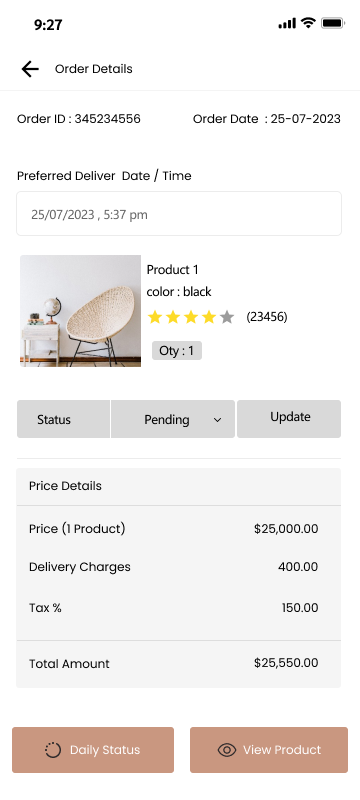 9:27
Order Details
Order ID : 345234556 Order Date : 25-07-2023
Preferred Deliver Date / Time
25/07/2023 , 5:37 pm
Product 1
color : black
(23456)
Qty : 1
Status Pending Update
Price Details
Price (1 Product) $25,000.00
Delivery Charges 400.00
Tax % 150.00
Total Amount $25,550.00
Daily Status View Product